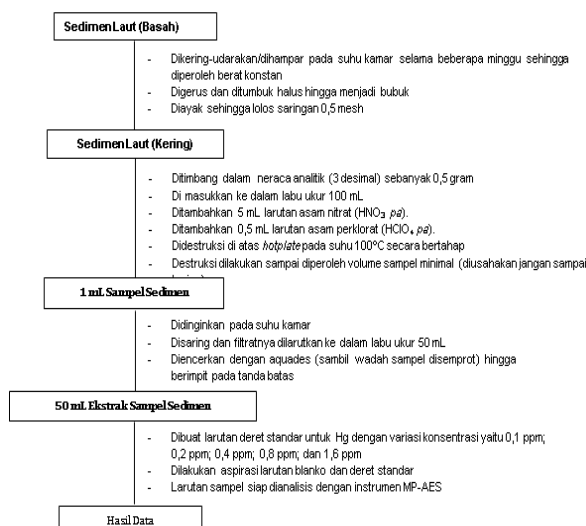 Sedimen Laut (Basah)
- Dikering-udarakan/dihampar pada suhu kamar selama beberapa minggu sehingga
diperoleh berat konstan
- Digerus dan ditumbuk halus hingga menjadi bubuk
- Diayak sehingga lolos saringan 0,5 mesh
Sedimen Laut (Kering)
- Ditimbang dalam neraca analitik (3 desimal) sebanyak 0,5 gram
- Di masukkan ke dalam labu ukur 100 mL
- Ditambahkan 5 mL larutan asam nitrat (HNO₃ pa).
- Ditambahkan 0,5 mL larutan asam perklorat (HClO₄ pa).
- Didestruksi di atas hotplate pada suhu 100°C secara bertahap
- Destruksi dilakukan sampai diperoleh volume sampel minimal (diusahakan jangan sampai
1 mL Sampel Sedimen
- Didinginkan pada suhu kamar
- Disaring dan filtratnya dilarutkan ke dalam labu ukur 50 mL
- Diencerkan dengan aquades (sambil wadah sampel disemprot) hingga
berimpit pada tanda batas
50 mL Ekstrak Sampel Sedimen
- Dibuat larutan deret standar untuk Hg dengan variasi konsentrasi yaitu 0,1 ppm;
0,2 ppm; 0,4 ppm; 0,8 ppm; dan 1,6 ppm
- Dilakukan aspirasi larutan blanko dan deret standar
- Larutan sampel siap dianalisis dengan instrumen MP-AES
Hasil Data